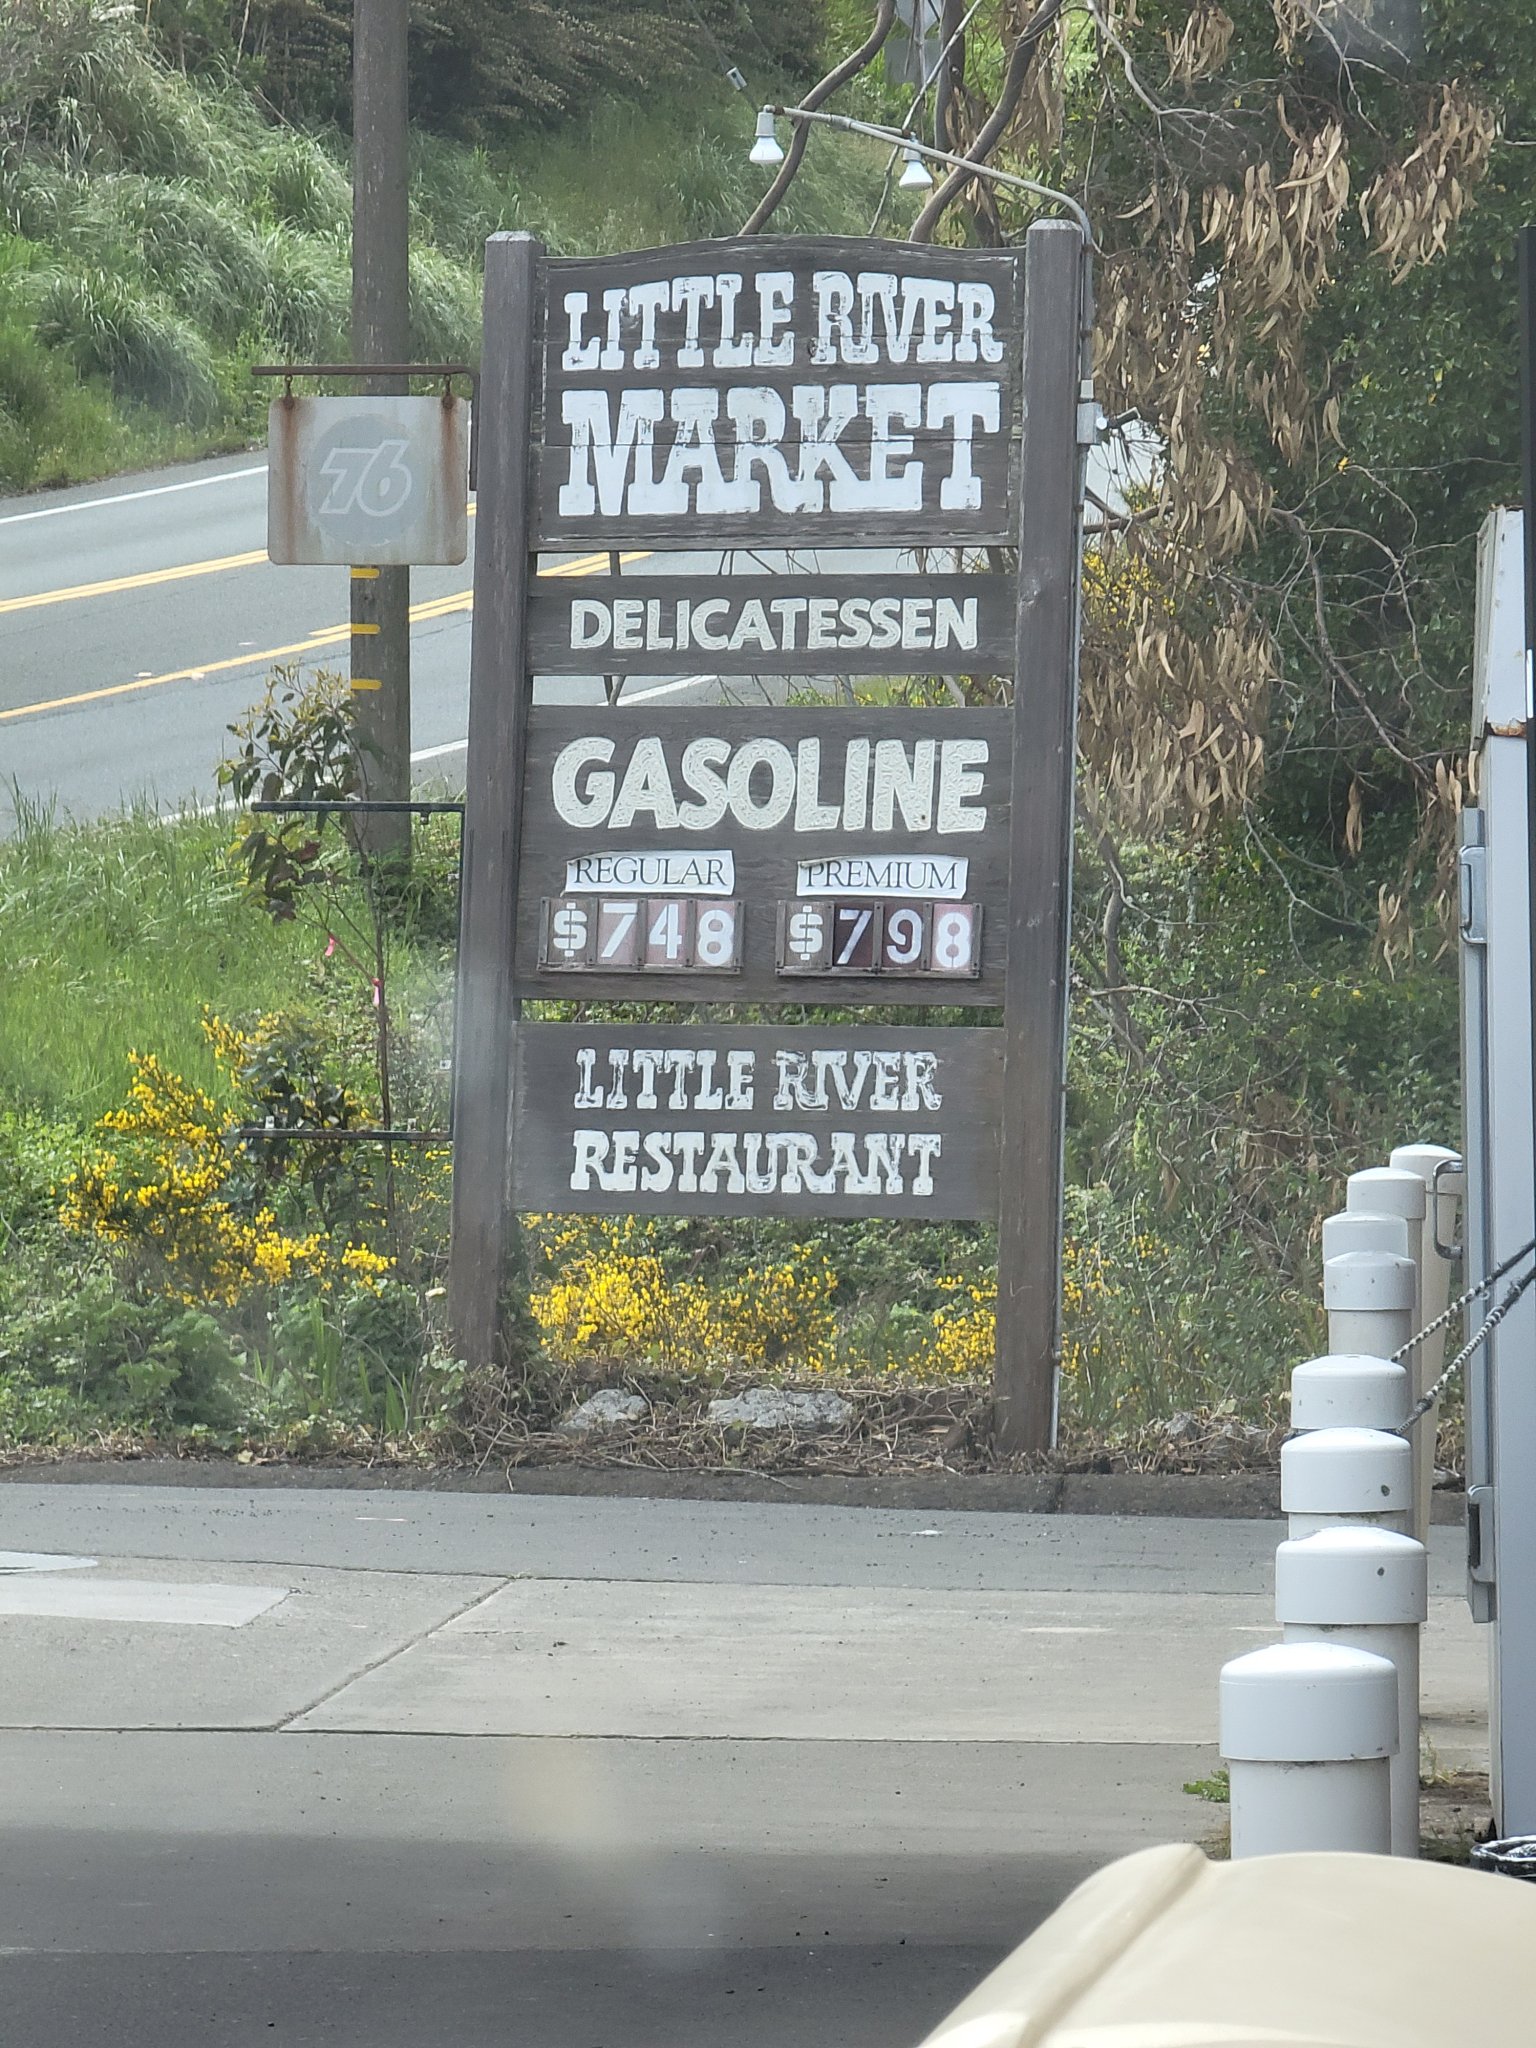 LITTLE RIVER
MARKET
76
DELICATESSEN
GASOLINE
REGULAR PREMIUM
$748 $798
LITTLE RIVER
RESTAURANT